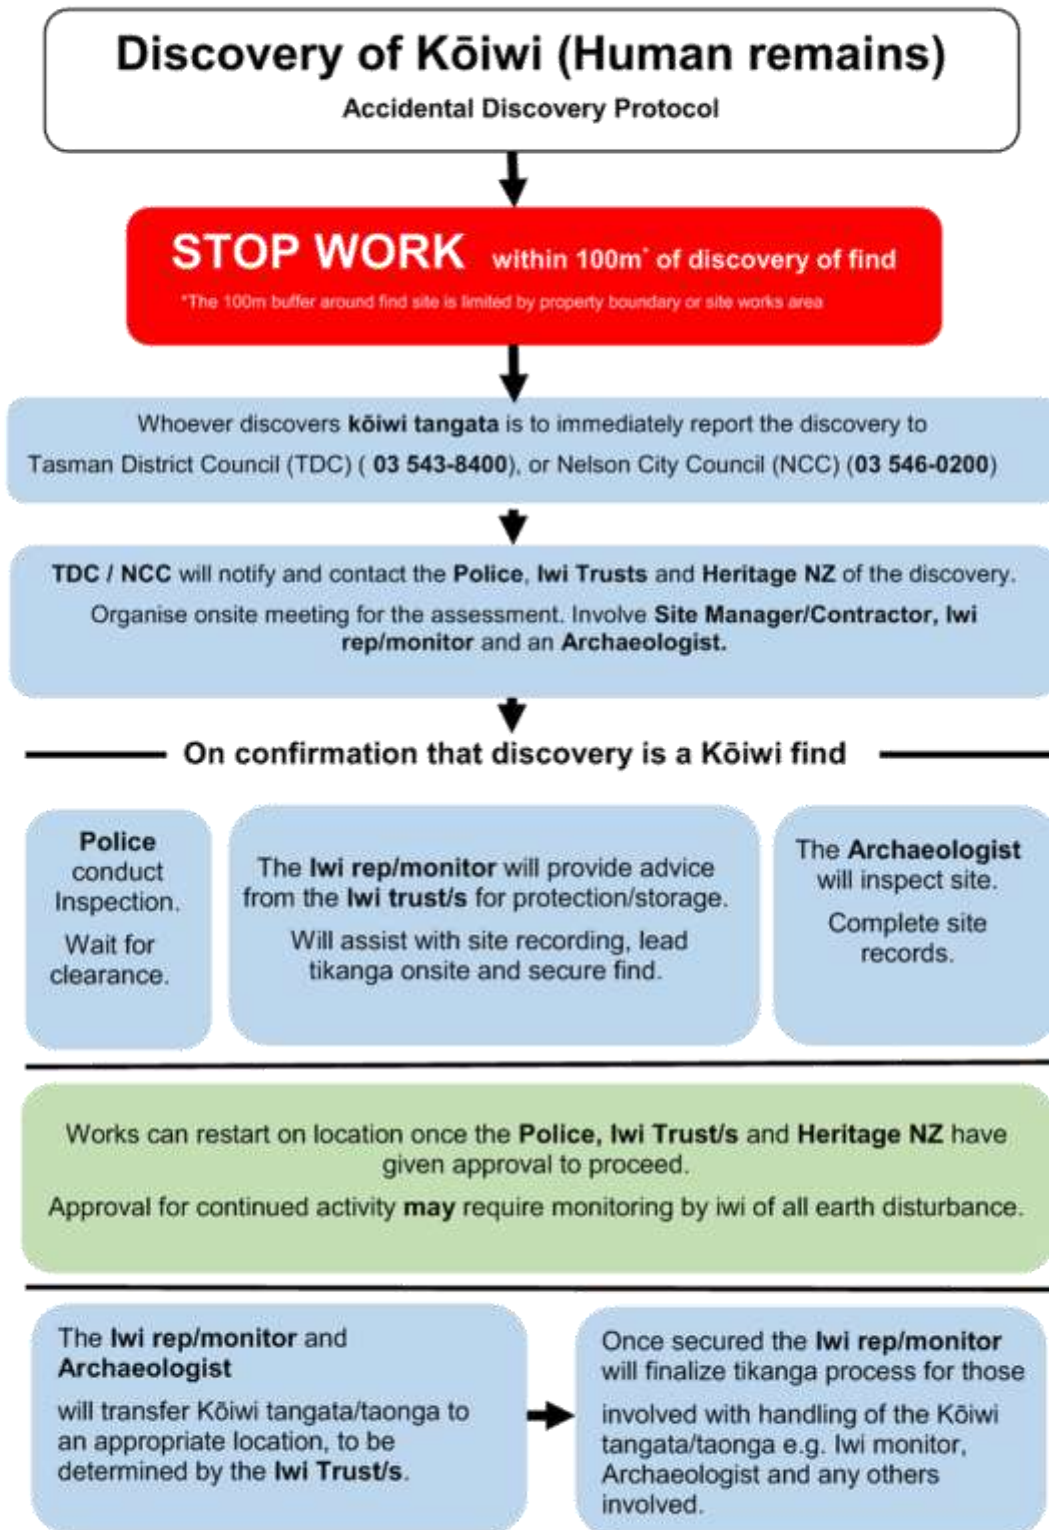 Discovery of Kōiwi (Human remains)
Accidental Discovery Protocol
STOP WORK within 100m* of discovery of find
*The 100m buffer around find site is limited by property boundary or site works area
Whoever discovers kōiwi tangata is to immediately report the discovery to
Tasman District Council (TDC) ( 03 543-8400), or Nelson City Council (NCC) (03 546-0200)
TDC / NCC will notify and contact the Police, Iwi Trusts and Heritage NZ of the discovery.
Organise onsite meeting for the assessment. Involve Site Manager/Contractor, Iwi
rep/monitor and an Archaeologist.
On confirmation that discovery is a Kōiwi find
Police
conduct
Inspection.
Wait for
clearance.
The Iwi rep/monitor will provide advice
from the Iwi trust/s for protection/storage.
Will assist with site recording, lead
tikanga onsite and secure find.
The Archaeologist
will inspect site.
Complete site
records.
Works can restart on location once the Police, Iwi Trust/s and Heritage NZ have
given approval to proceed.
Approval for continued activity may require monitoring by iwi of all earth disturbance.
The Iwi rep/monitor and
Archaeologist
will transfer Kōiwi tangata/taonga to
an appropriate location, to be
determined by the Iwi Trust/s.
Once secured the Iwi rep/monitor
will finalize tikanga process for those
involved with handling of the Kōiwi
tangata/taonga e.g. Iwi monitor,
Archaeologist and any others
involved.